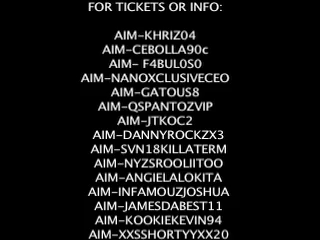 FOR TICKETS OR INFO:
AIM-KHRIZ04
AIM-CEBOLLA90c
AIM- F4BUL0S0
AIM-NANOXCLUSIVECEO
AIM-GATOUS8
AIM-QSPANTOZVIP
AIM-JTKOC2
AIM-DANNYROCKZX3
AIM-SVN18KILLATERM
AIM-NYZSROOLIITOO
AIM-ANGIELALOKITA
AIM-INFAMOUZJOSHUA
AIM-JAMESDABEST11
AIM-KOOKIEKEVIN94
AIM-XXSSHORTYYXX20